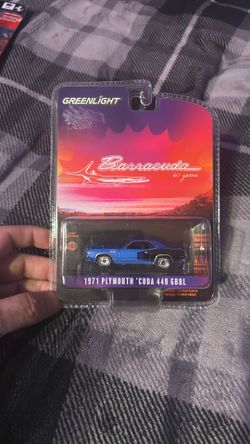 GREENLIGHT
Barracuda
60 years
1971 PLYMOUTH 'CUDA 440 6BBL